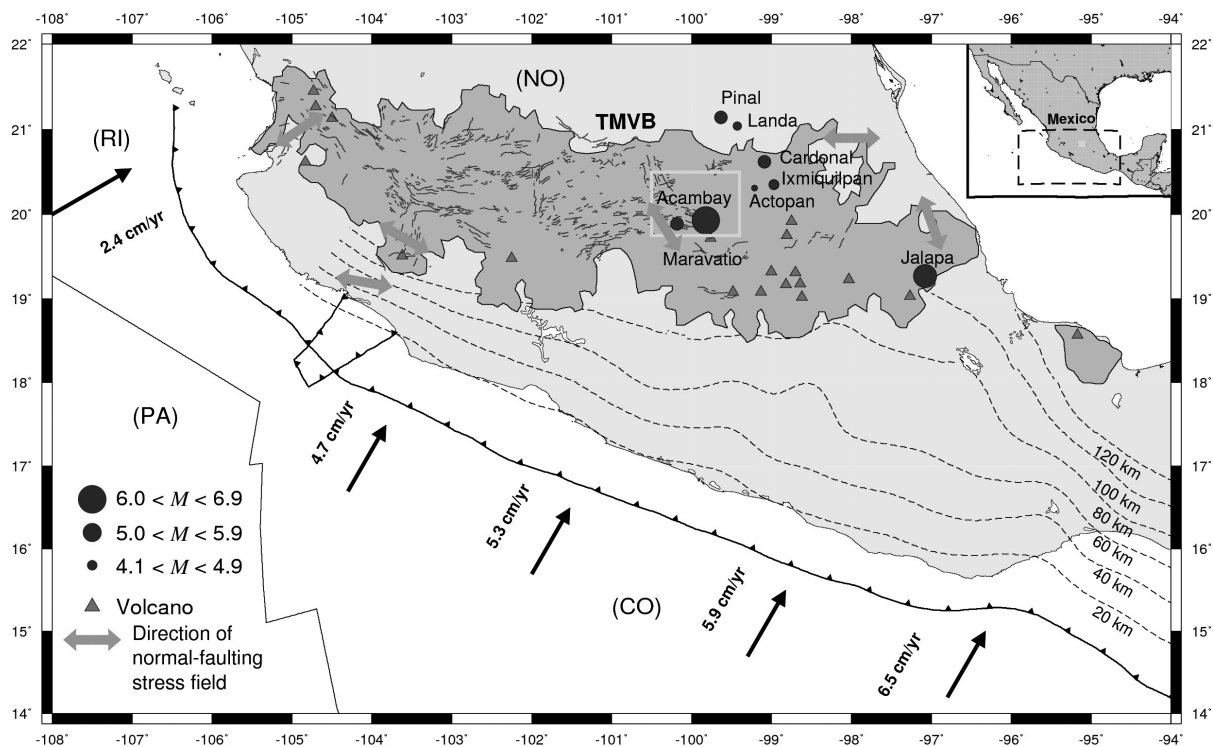 -108° -107° -106° -105° -104° -103° -102° -101° -100° -99° -98° -97° -96° -95° -94°
22° 22°
(NO)
Mexico
Pinal
(RI)
TMVB
Landa
21° 21°
Cardonal
Ixmiquilpan
Acambay
Actopan
20° 20°
2.4 cm/yr
Maravatio
Jalapa
19° 19°
18° 18°
(PA)
4.7 cm/yr
120 km
17° 17°
100 km
6.0 < M < 6.9
80 km
5.3 cm/yr
5.0 < M < 5.9
60 km
16° 16°
4.1 < M < 4.9
40 km
5.9 cm/yr
(CO)
Volcano
20 km
15° 15°
Direction of
normal-faulting
stress field
6.5 cm/yr
14° 14°
-108° -107° -106° -105° -104° -103° -102° -101° -100° -99° -98° -97° -96° -95° -94°